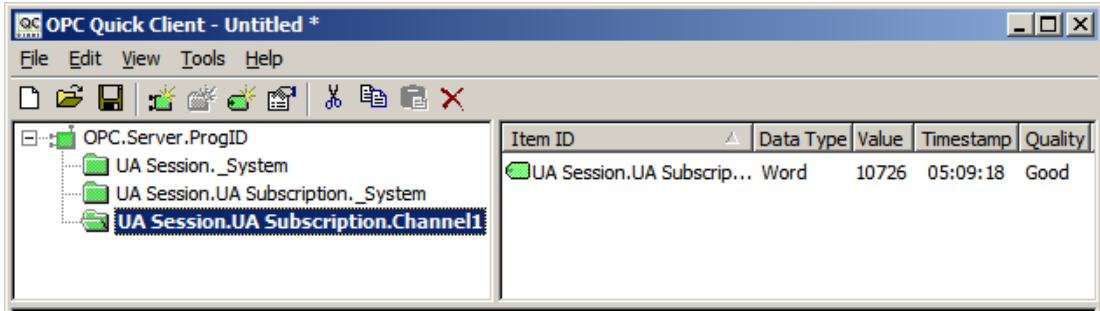 OPC Quick Client - Untitled *
File Edit View Tools Help
OPC.Server.ProgID
UA Session._System
UA Session.UA Subscription._System
UA Session.UA Subscription.Channel1
Item ID Data Type Value Timestamp Quality
UA Session.UA Subscrip... Word 10726 05:09:18 Good